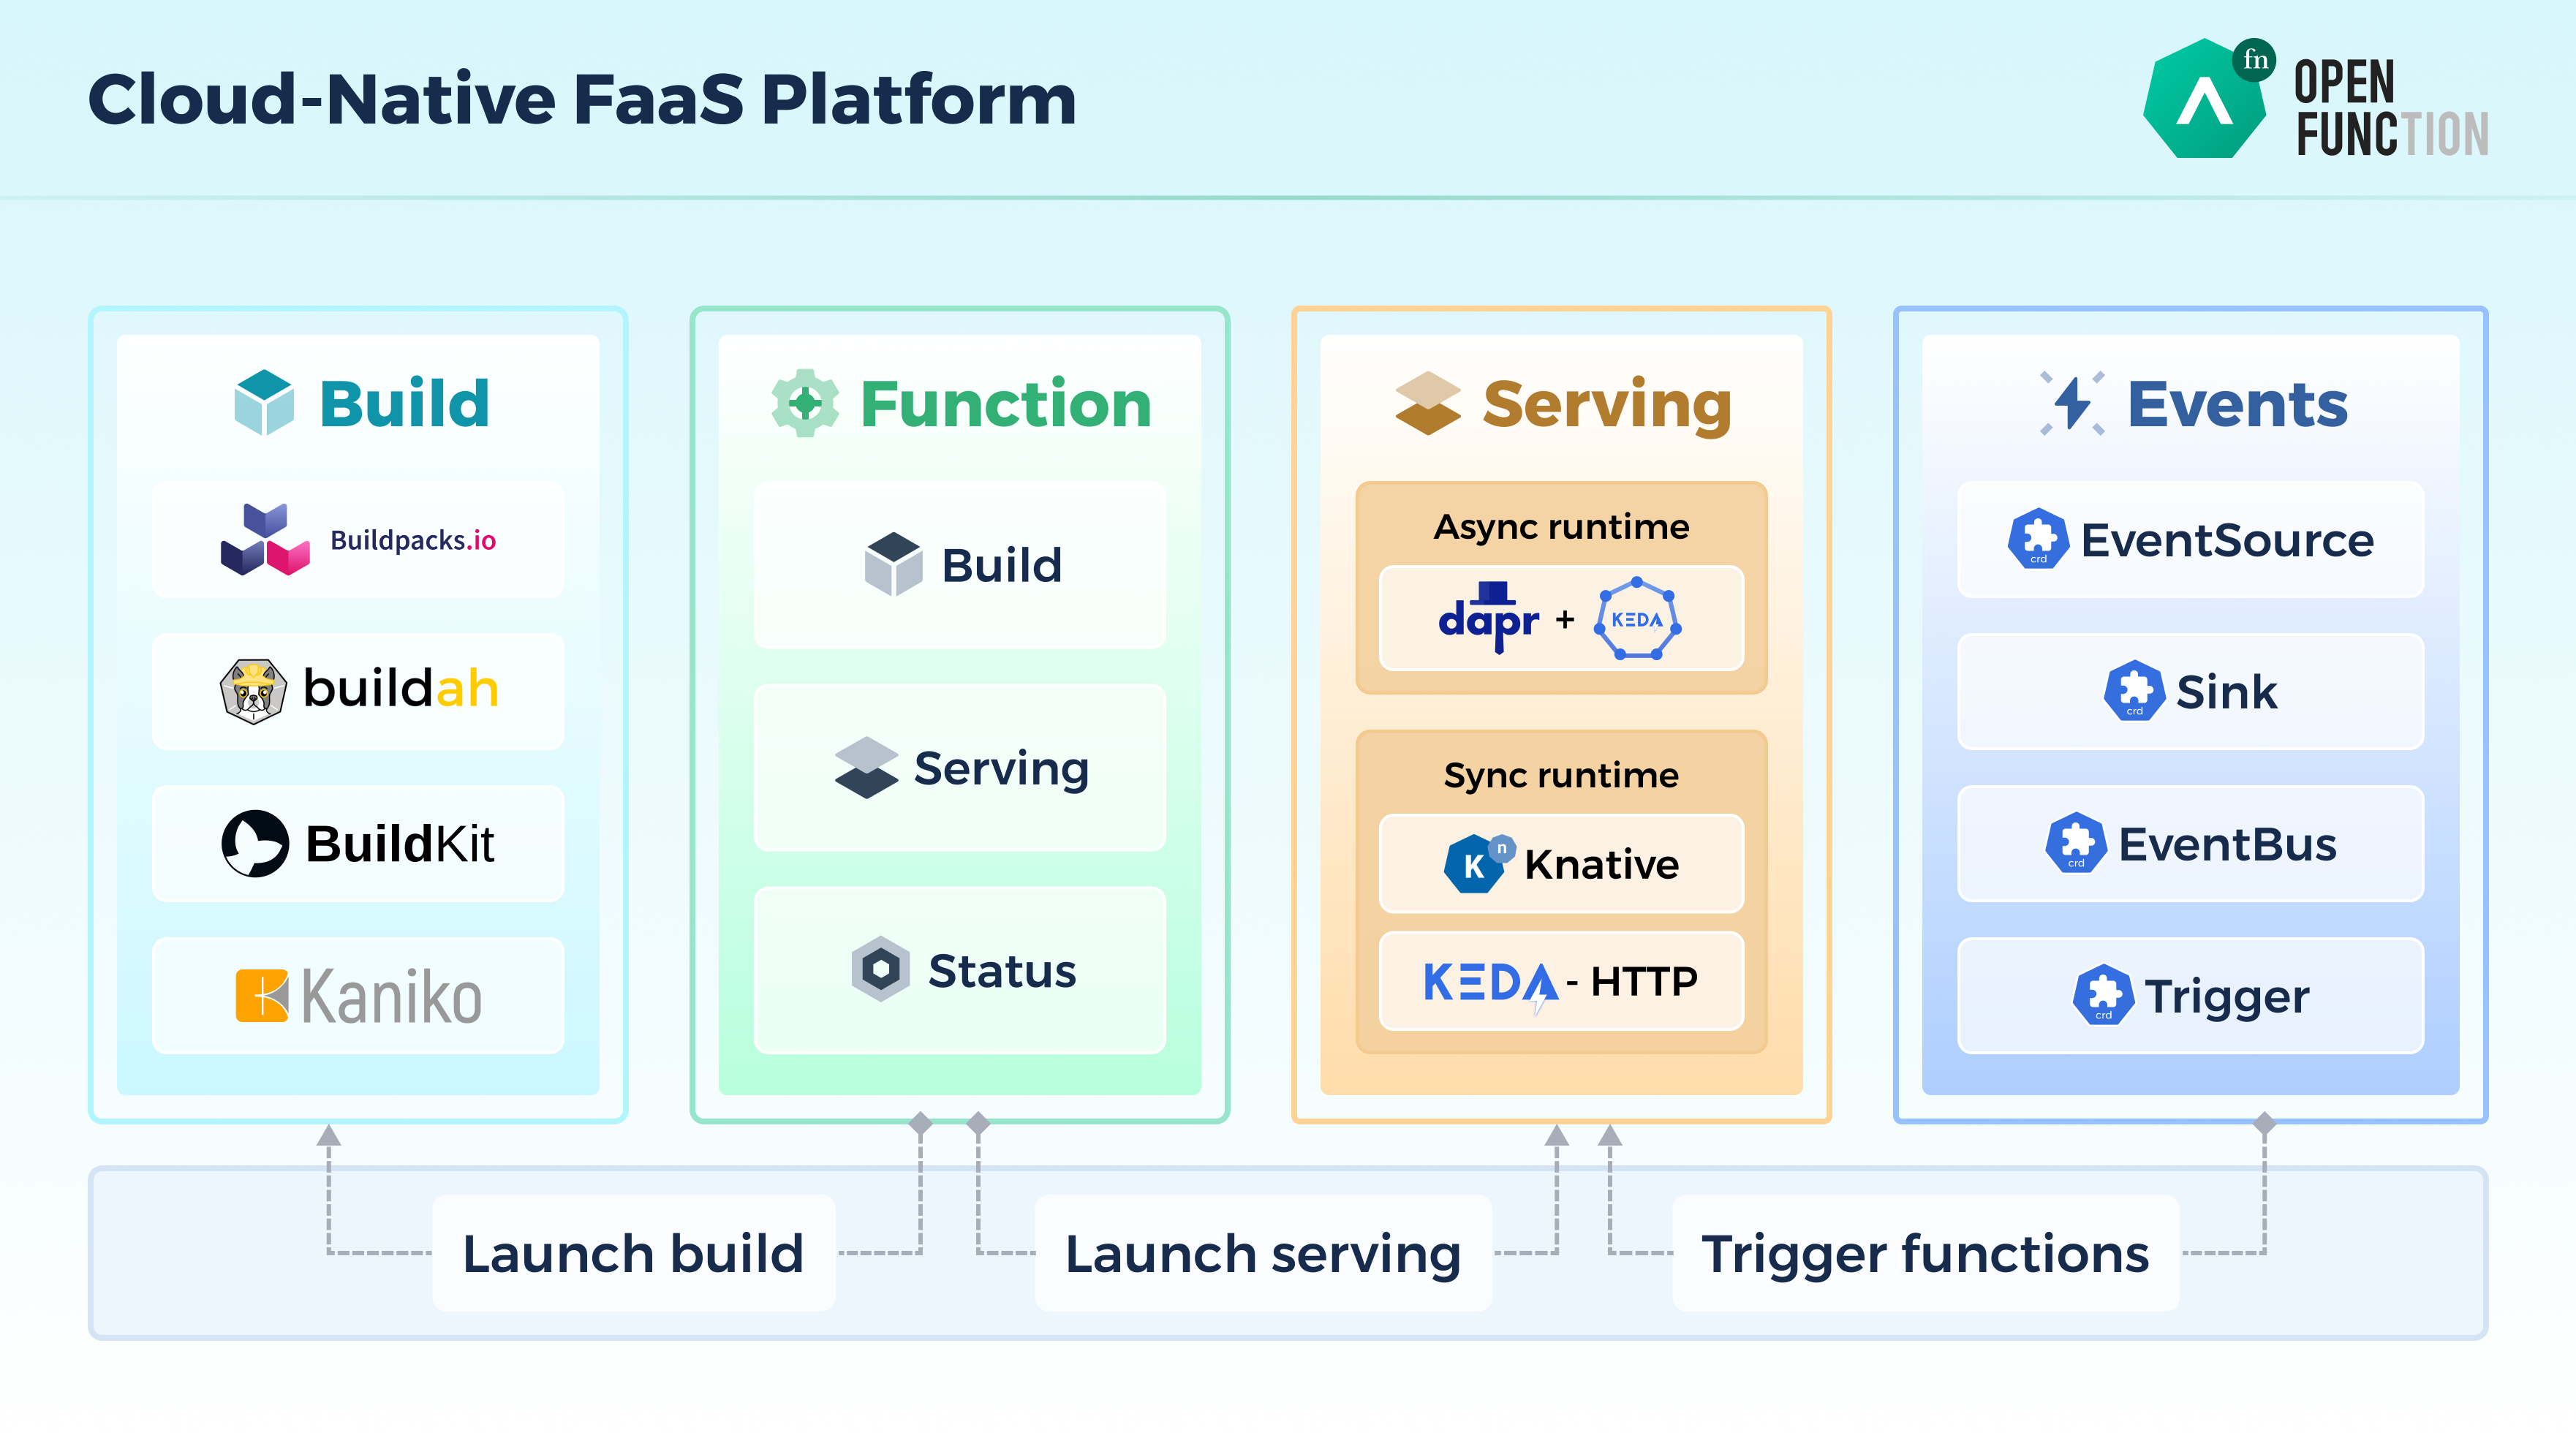 Cloud-Native FaaS Platform
fn
OPEN
FUNCTION
Build
Buildpacks.io
buildah
BuildKit
Kaniko
Function
Build
Serving
Status
Serving
Async runtime
dapr + KEDA
Sync runtime
K n Knative
KEDA - HTTP
Events
crd EventSource
crd Sink
crd EventBus
crd Trigger
Launch build
Launch serving
Trigger functions